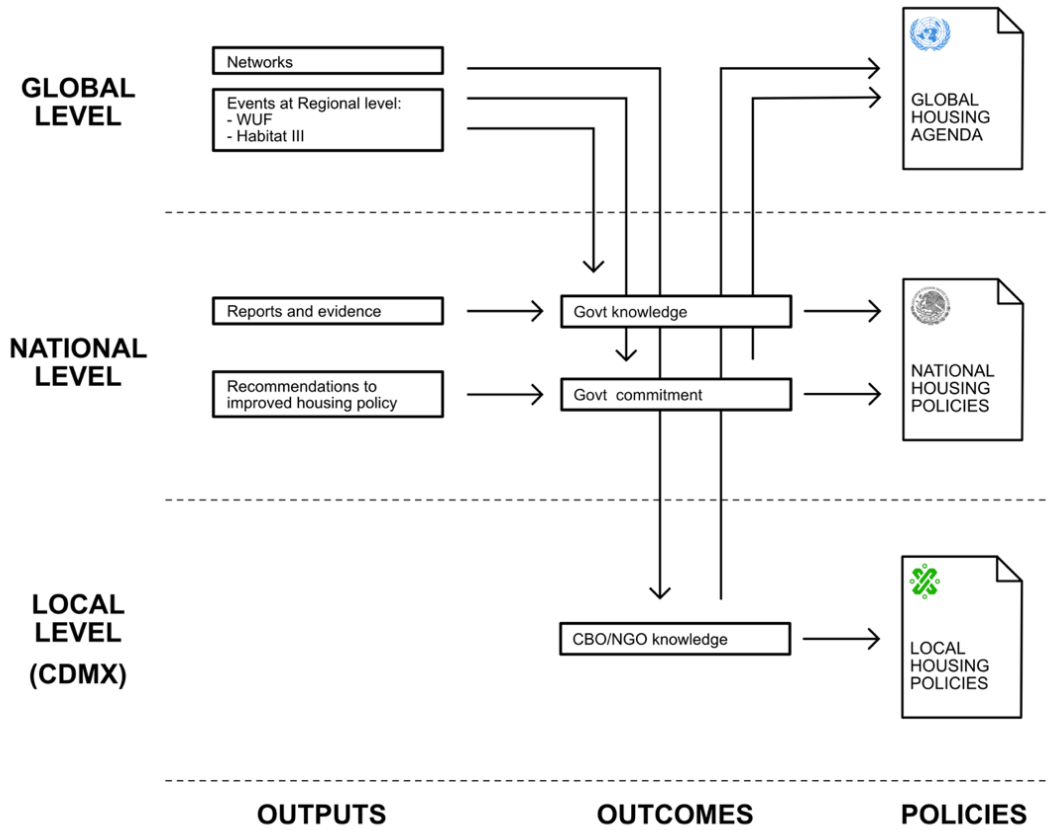 GLOBAL
LEVEL
Networks
Events at Regional level:
- WUF
- Habitat III
GLOBAL
HOUSING
AGENDA
NATIONAL
LEVEL
Reports and evidence
Govt knowledge
Recommendations to
improved housing policy
Govt commitment
NATIONAL
HOUSING
POLICIES
LOCAL
LEVEL
(CDMX)
CBO/NGO knowledge
LOCAL
HOUSING
POLICIES
OUTPUTS
OUTCOMES
POLICIES